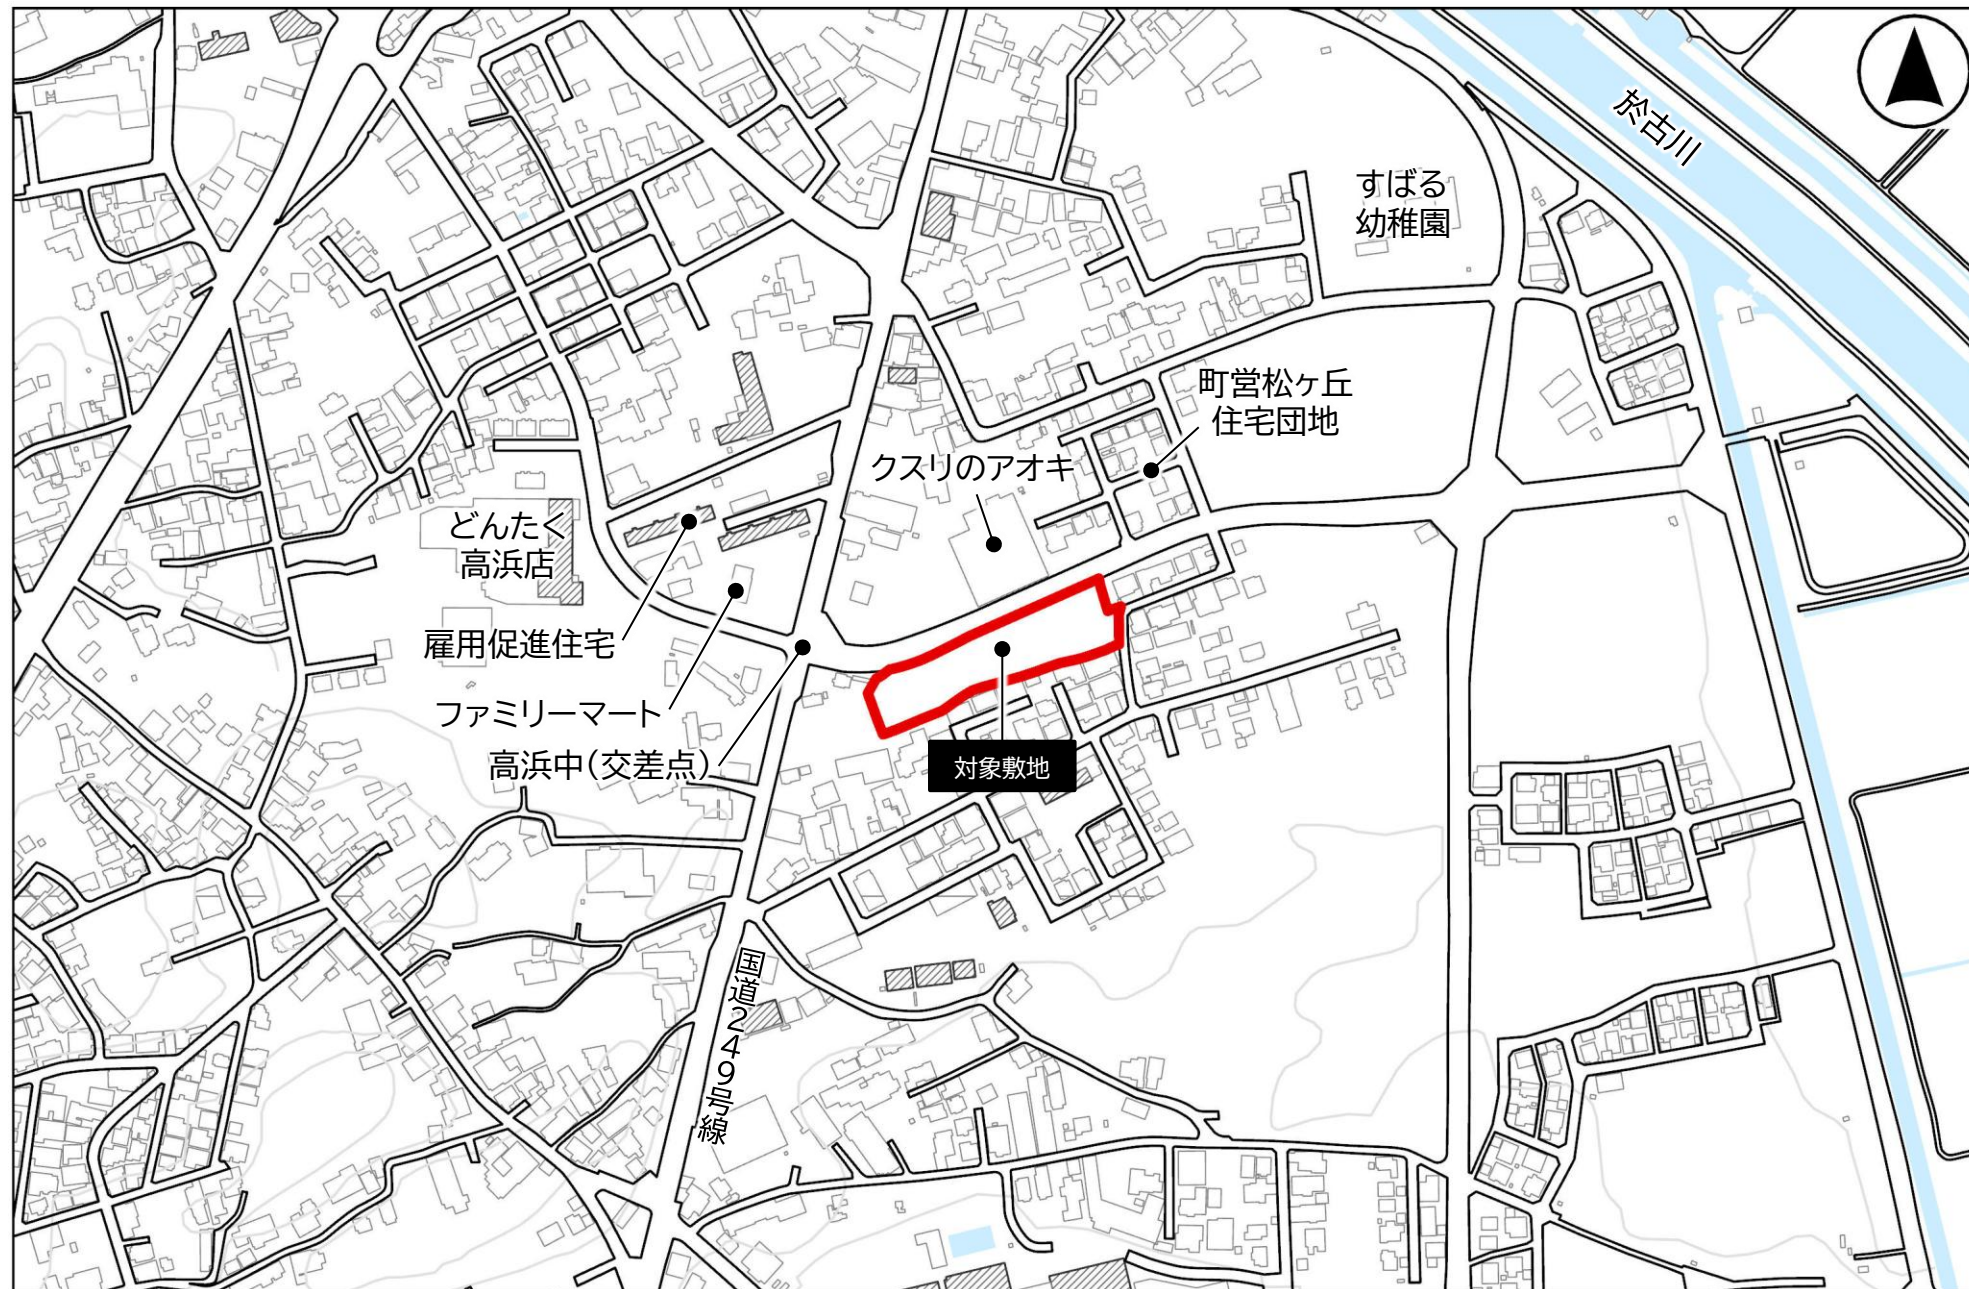 於古川
すばる
幼稚園
町営松ヶ丘
住宅団地
クスリのアオキ
どんたく
高浜店
雇用促進住宅
ファミリーマート
高浜中（交差点）
対象敷地
国道249号線